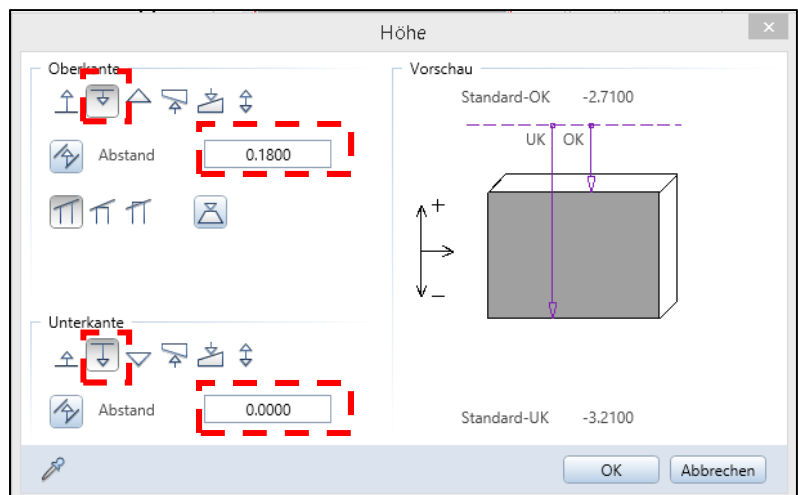 Höhe
Oberkante
Abstand 0.1800
Unterkante
Abstand 0.0000
Vorschau
Standard-OK -2.7100
UK OK
+
–
Standard-UK -3.2100
OK Abbrechen